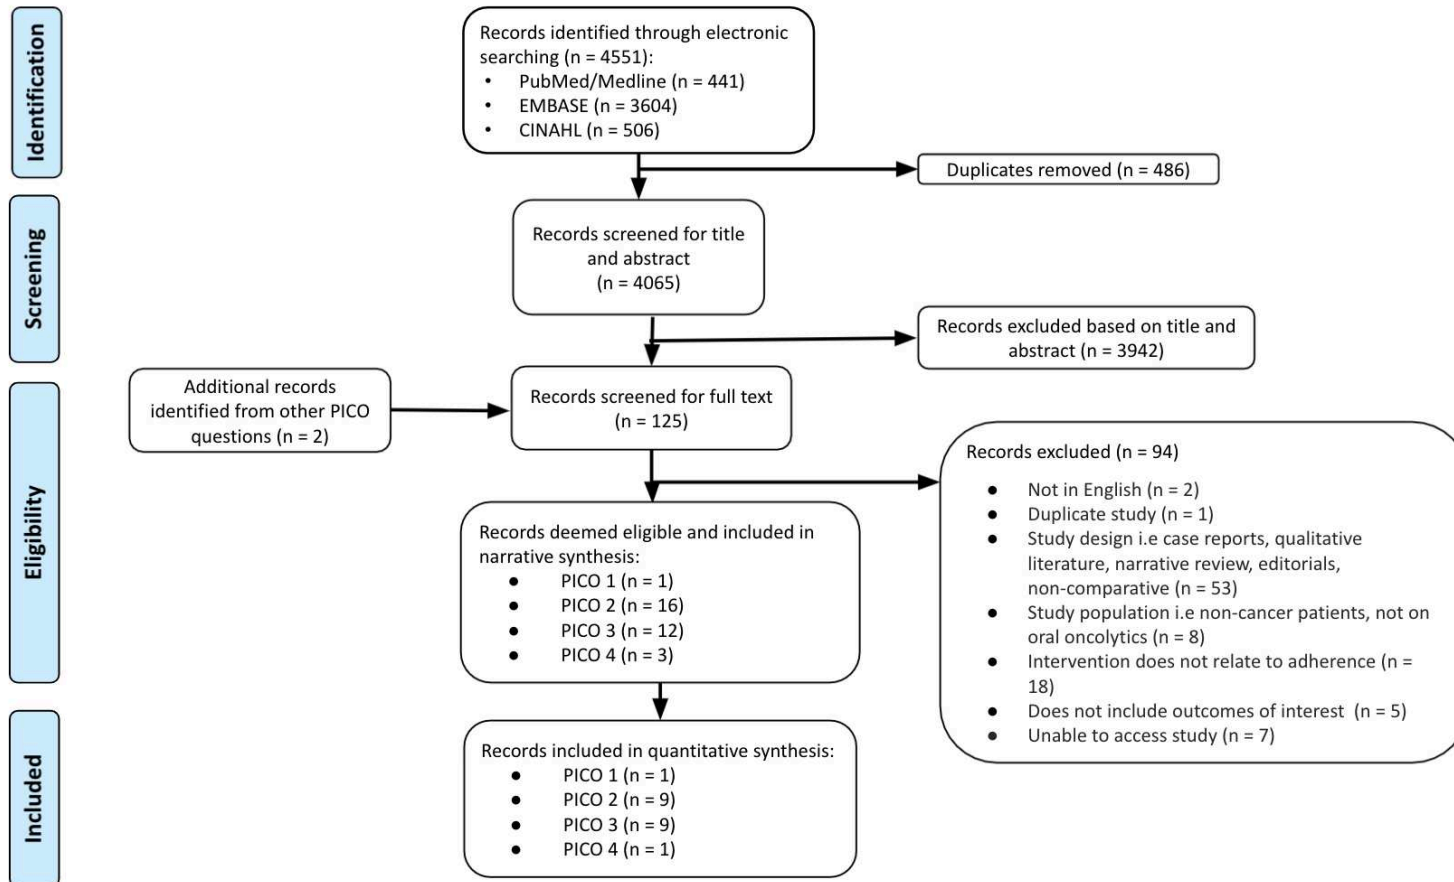 Identification
Records identified through electronic
searching (n = 4551):
• PubMed/Medline (n = 441)
• EMBASE (n = 3604)
• CINAHL (n = 506)
Duplicates removed (n = 486)
Screening
Records screened for title
and abstract
(n = 4065)
Records excluded based on title and
abstract (n = 3942)
Eligibility
Additional records
identified from other PICO
questions (n = 2)
Records screened for full text
(n = 125)
Records excluded (n = 94)
● Not in English (n = 2)
● Duplicate study (n = 1)
● Study design i.e case reports, qualitative
literature, narrative review, editorials,
non-comparative (n = 53)
● Study population i.e non-cancer patients, not on
oral oncolytics (n = 8)
● Intervention does not relate to adherence (n =
18)
● Does not include outcomes of interest (n = 5)
● Unable to access study (n = 7)
Records deemed eligible and included in
narrative synthesis:
● PICO 1 (n = 1)
● PICO 2 (n = 16)
● PICO 3 (n = 12)
● PICO 4 (n = 3)
Included
Records included in quantitative synthesis:
● PICO 1 (n = 1)
● PICO 2 (n = 9)
● PICO 3 (n = 9)
● PICO 4 (n = 1)